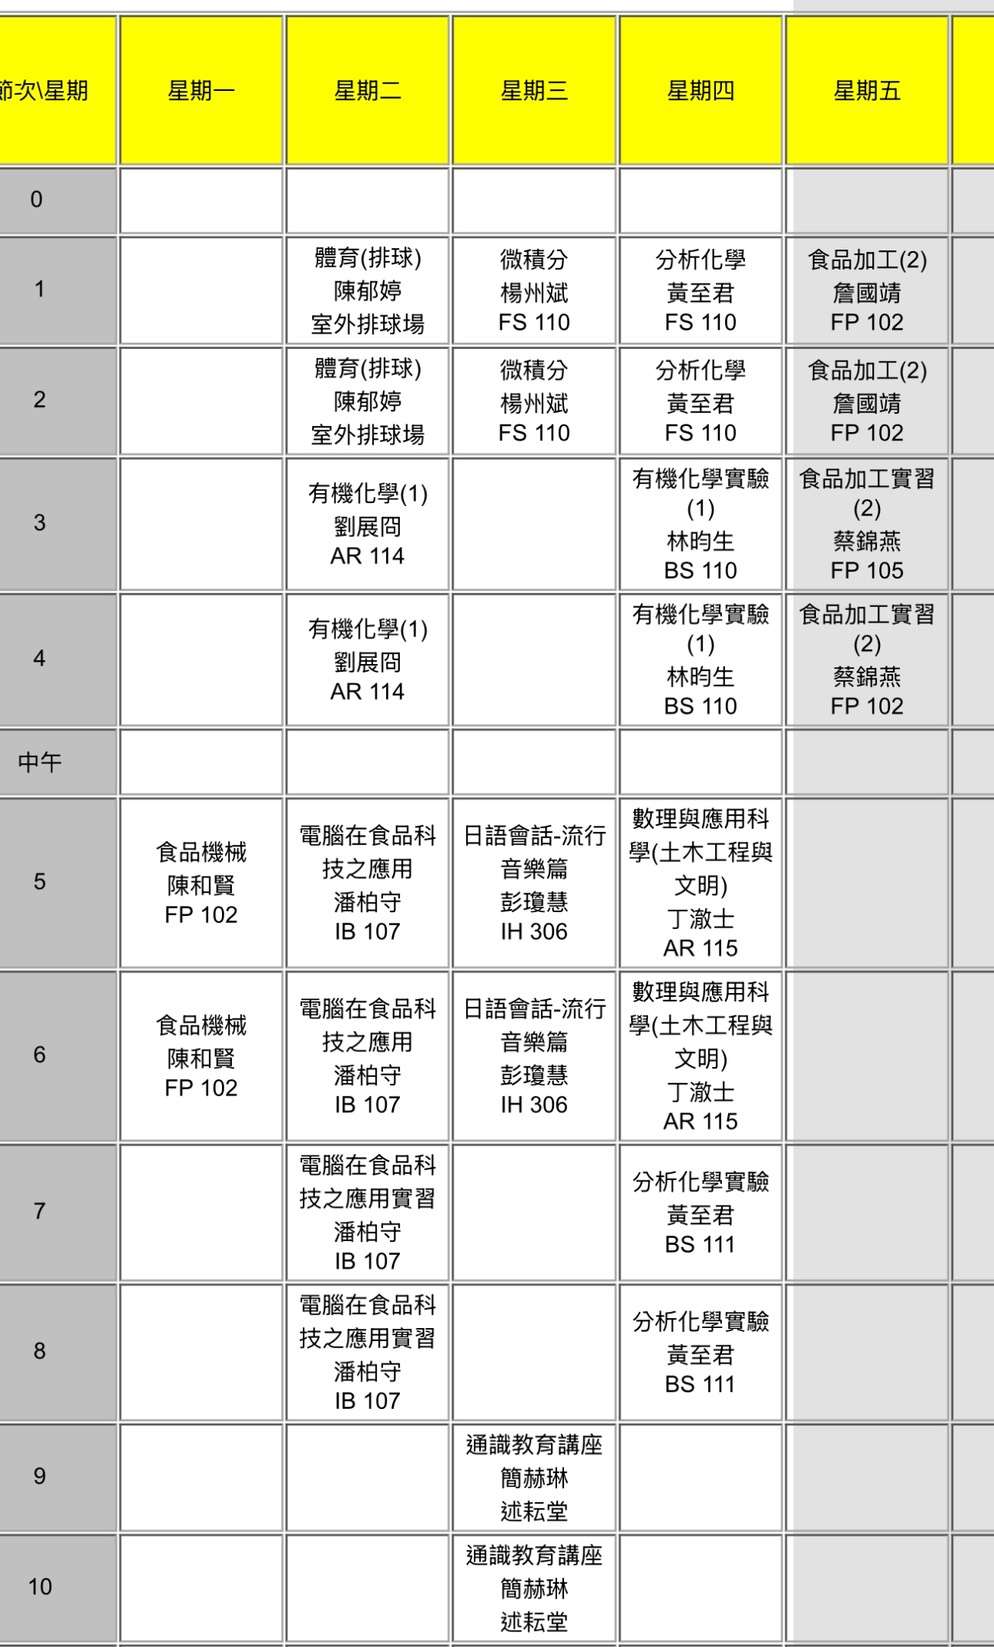 節次\星期 星期一 星期二 星期三 星期四 星期五
0
1
體育(排球)
陳郁婷
室外排球場
微積分
楊州斌
FS 110
分析化學
黃至君
FS 110
食品加工(2)
詹國靖
FP 102
2
體育(排球)
陳郁婷
室外排球場
微積分
楊州斌
FS 110
分析化學
黃至君
FS 110
食品加工(2)
詹國靖
FP 102
3
有機化學(1)
劉展冏
AR 114
有機化學實驗
(1)
林昀生
BS 110
食品加工實習
(2)
蔡錦燕
FP 105
4
有機化學(1)
劉展冏
AR 114
有機化學實驗
(1)
林昀生
BS 110
食品加工實習
(2)
蔡錦燕
FP 102
中午
5
食品機械
陳和賢
FP 102
電腦在食品科
技之應用
潘柏守
IB 107
日語會話-流行
音樂篇
彭瓊慧
IH 306
數理與應用科
學(土木工程與
文明)
丁澈士
AR 115
6
食品機械
陳和賢
FP 102
電腦在食品科
技之應用
潘柏守
IB 107
日語會話-流行
音樂篇
彭瓊慧
IH 306
數理與應用科
學(土木工程與
文明)
丁澈士
AR 115
7
電腦在食品科
技之應用實習
潘柏守
IB 107
分析化學實驗
黃至君
BS 111
8
電腦在食品科
技之應用實習
潘柏守
IB 107
分析化學實驗
黃至君
BS 111
9
通識教育講座
簡赫琳
述耘堂
10
通識教育講座
簡赫琳
述耘堂